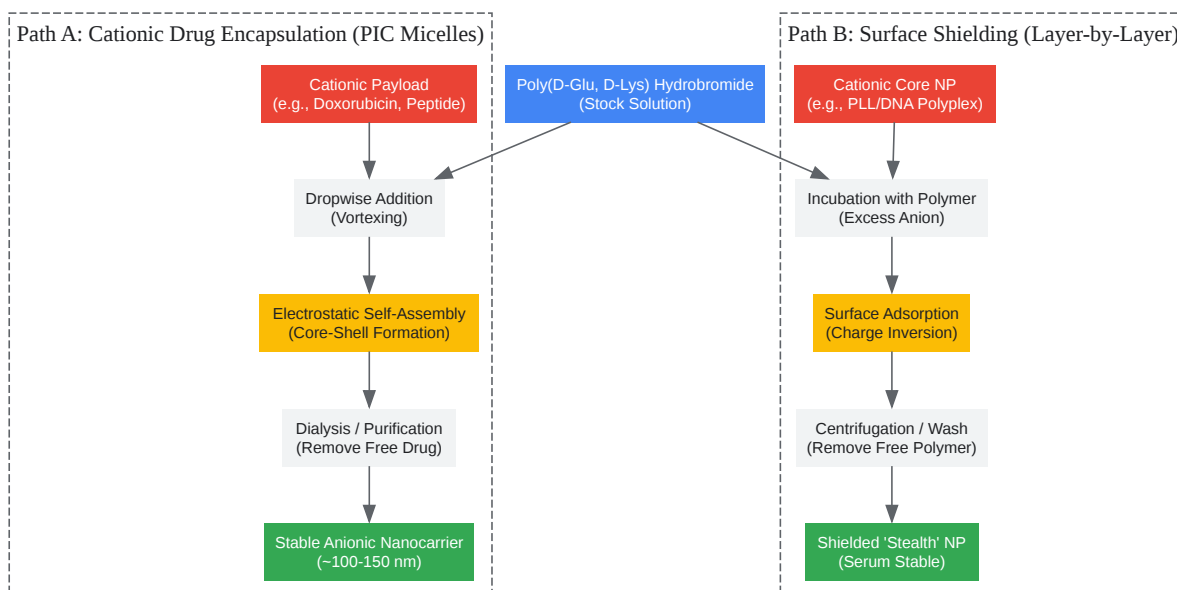 Path A: Cationic Drug Encapsulation (PIC Micelles)
Cationic Payload
(e.g., Doxorubicin, Peptide)
Dropwise Addition
(Vortexing)
Electrostatic Self-Assembly
(Core-Shell Formation)
Dialysis / Purification
(Remove Free Drug)
Stable Anionic Nanocarrier
(~100-150 nm)
Poly(D-Glu, D-Lys) Hydrobromide
(Stock Solution)
Path B: Surface Shielding (Layer-by-Layer)
Cationic Core NP
(e.g., PLL/DNA Polyplex)
Incubation with Polymer
(Excess Anion)
Surface Adsorption
(Charge Inversion)
Centrifugation / Wash
(Remove Free Polymer)
Shielded 'Stealth' NP
(Serum Stable)